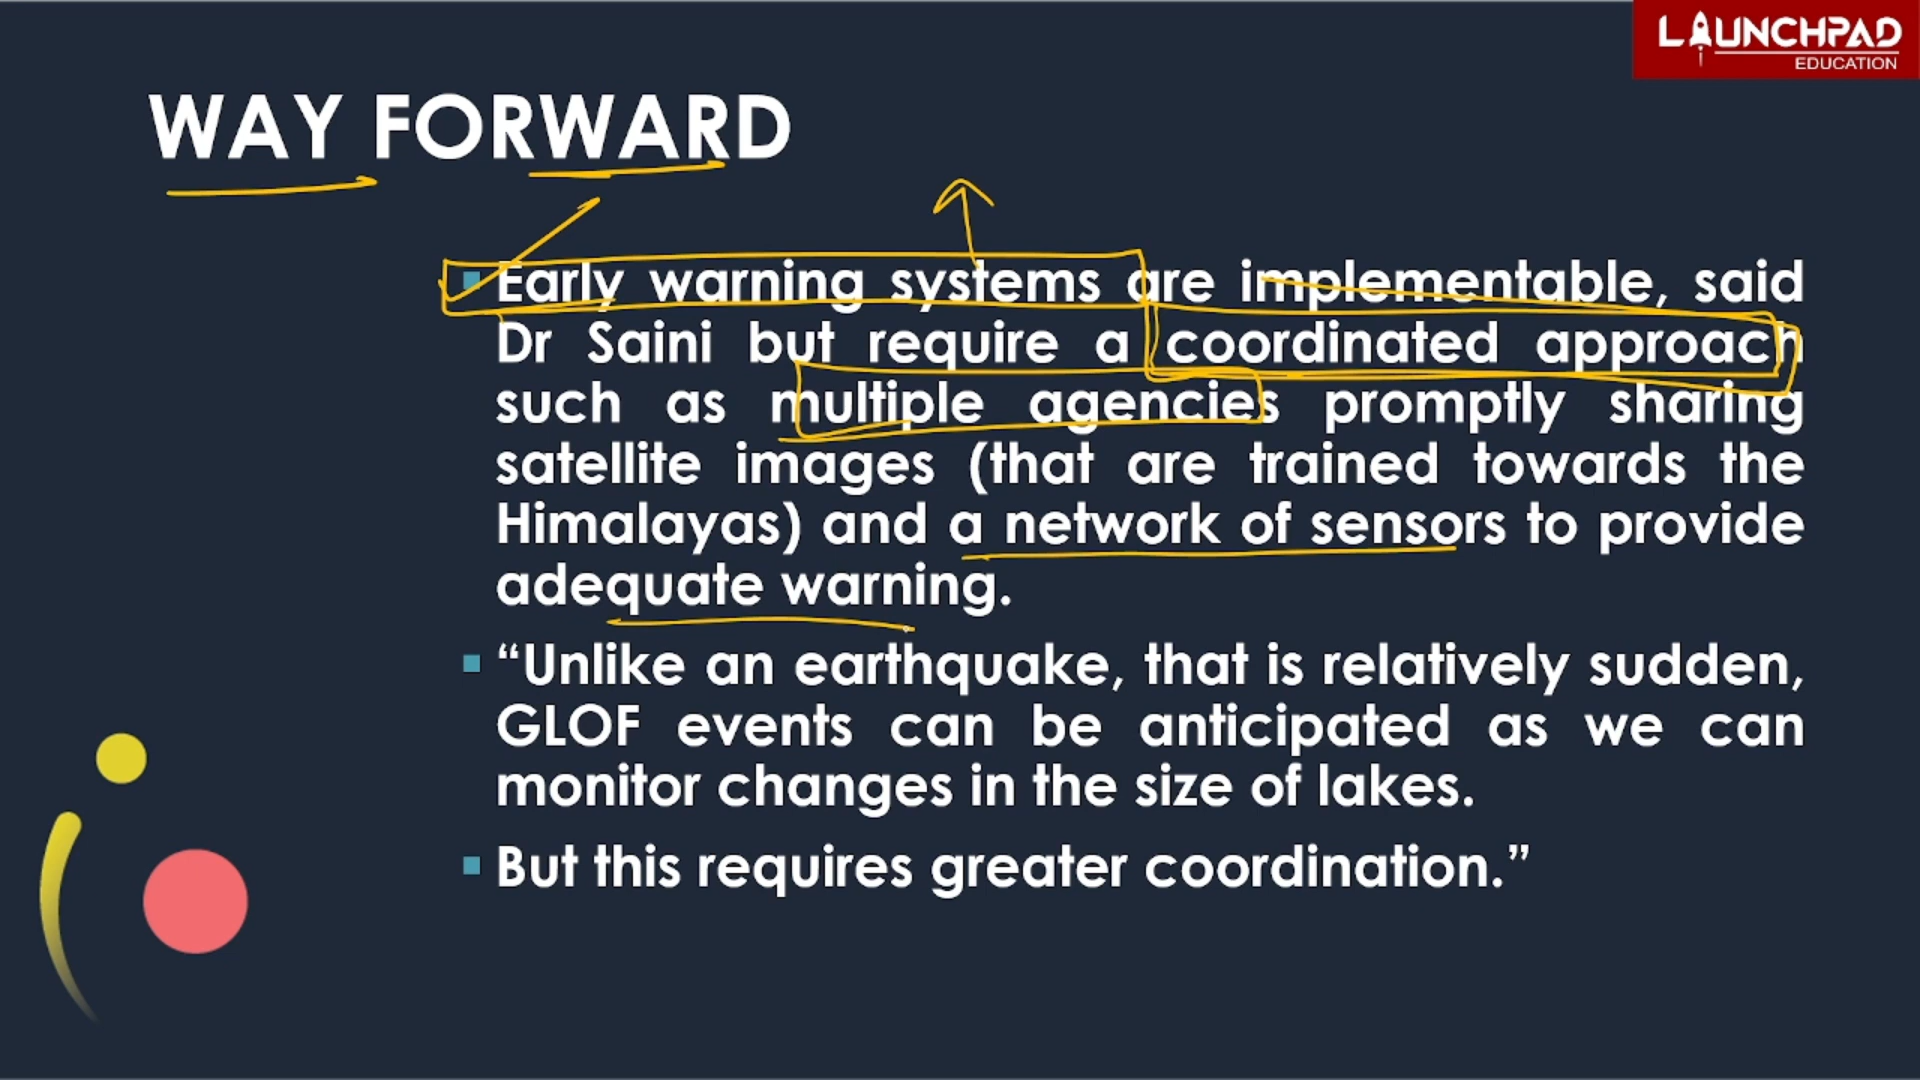 LAUNCHPAD
EDUCATION
WAY FORWARD
Early warning systems are implementable, said
Dr Saini but require a coordinated approach
such as multiple agencies promptly sharing
satellite images (that are trained towards the
Himalayas) and a network of sensors to provide
adequate warning.
“Unlike an earthquake, that is relatively sudden,
GLOF events can be anticipated as we can
monitor changes in the size of lakes.
But this requires greater coordination.”